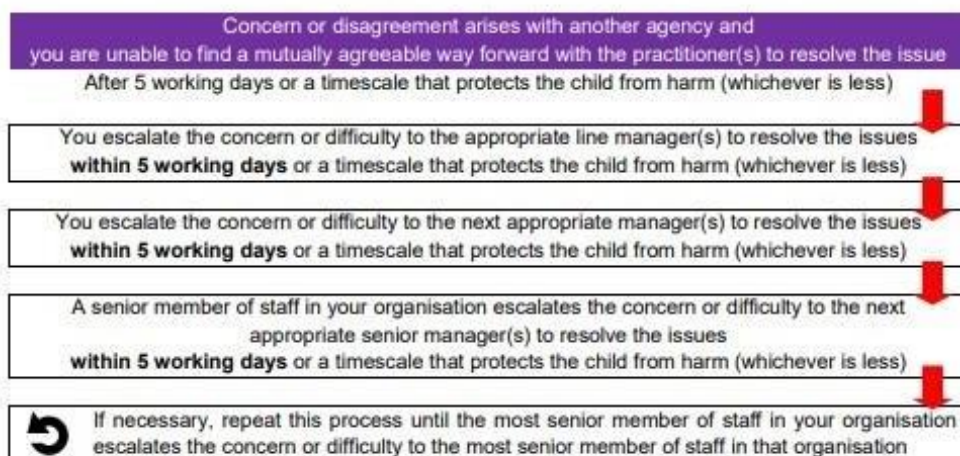 Concern or disagreement arises with another agency and
you are unable to find a mutually agreeable way forward with the practitioner(s) to resolve the issue
After 5 working days or a timescale that protects the child from harm (whichever is less)
You escalate the concern or difficulty to the appropriate line manager(s) to resolve the issues
within 5 working days or a timescale that protects the child from harm (whichever is less)
You escalate the concern or difficulty to the next appropriate manager(s) to resolve the issues
within 5 working days or a timescale that protects the child from harm (whichever is less)
A senior member of staff in your organisation escalates the concern or difficulty to the next
appropriate senior manager(s) to resolve the issues
within 5 working days or a timescale that protects the child from harm (whichever is less)
If necessary, repeat this process until the most senior member of staff in your organisation
escalates the concern or difficulty to the most senior member of staff in that organisation